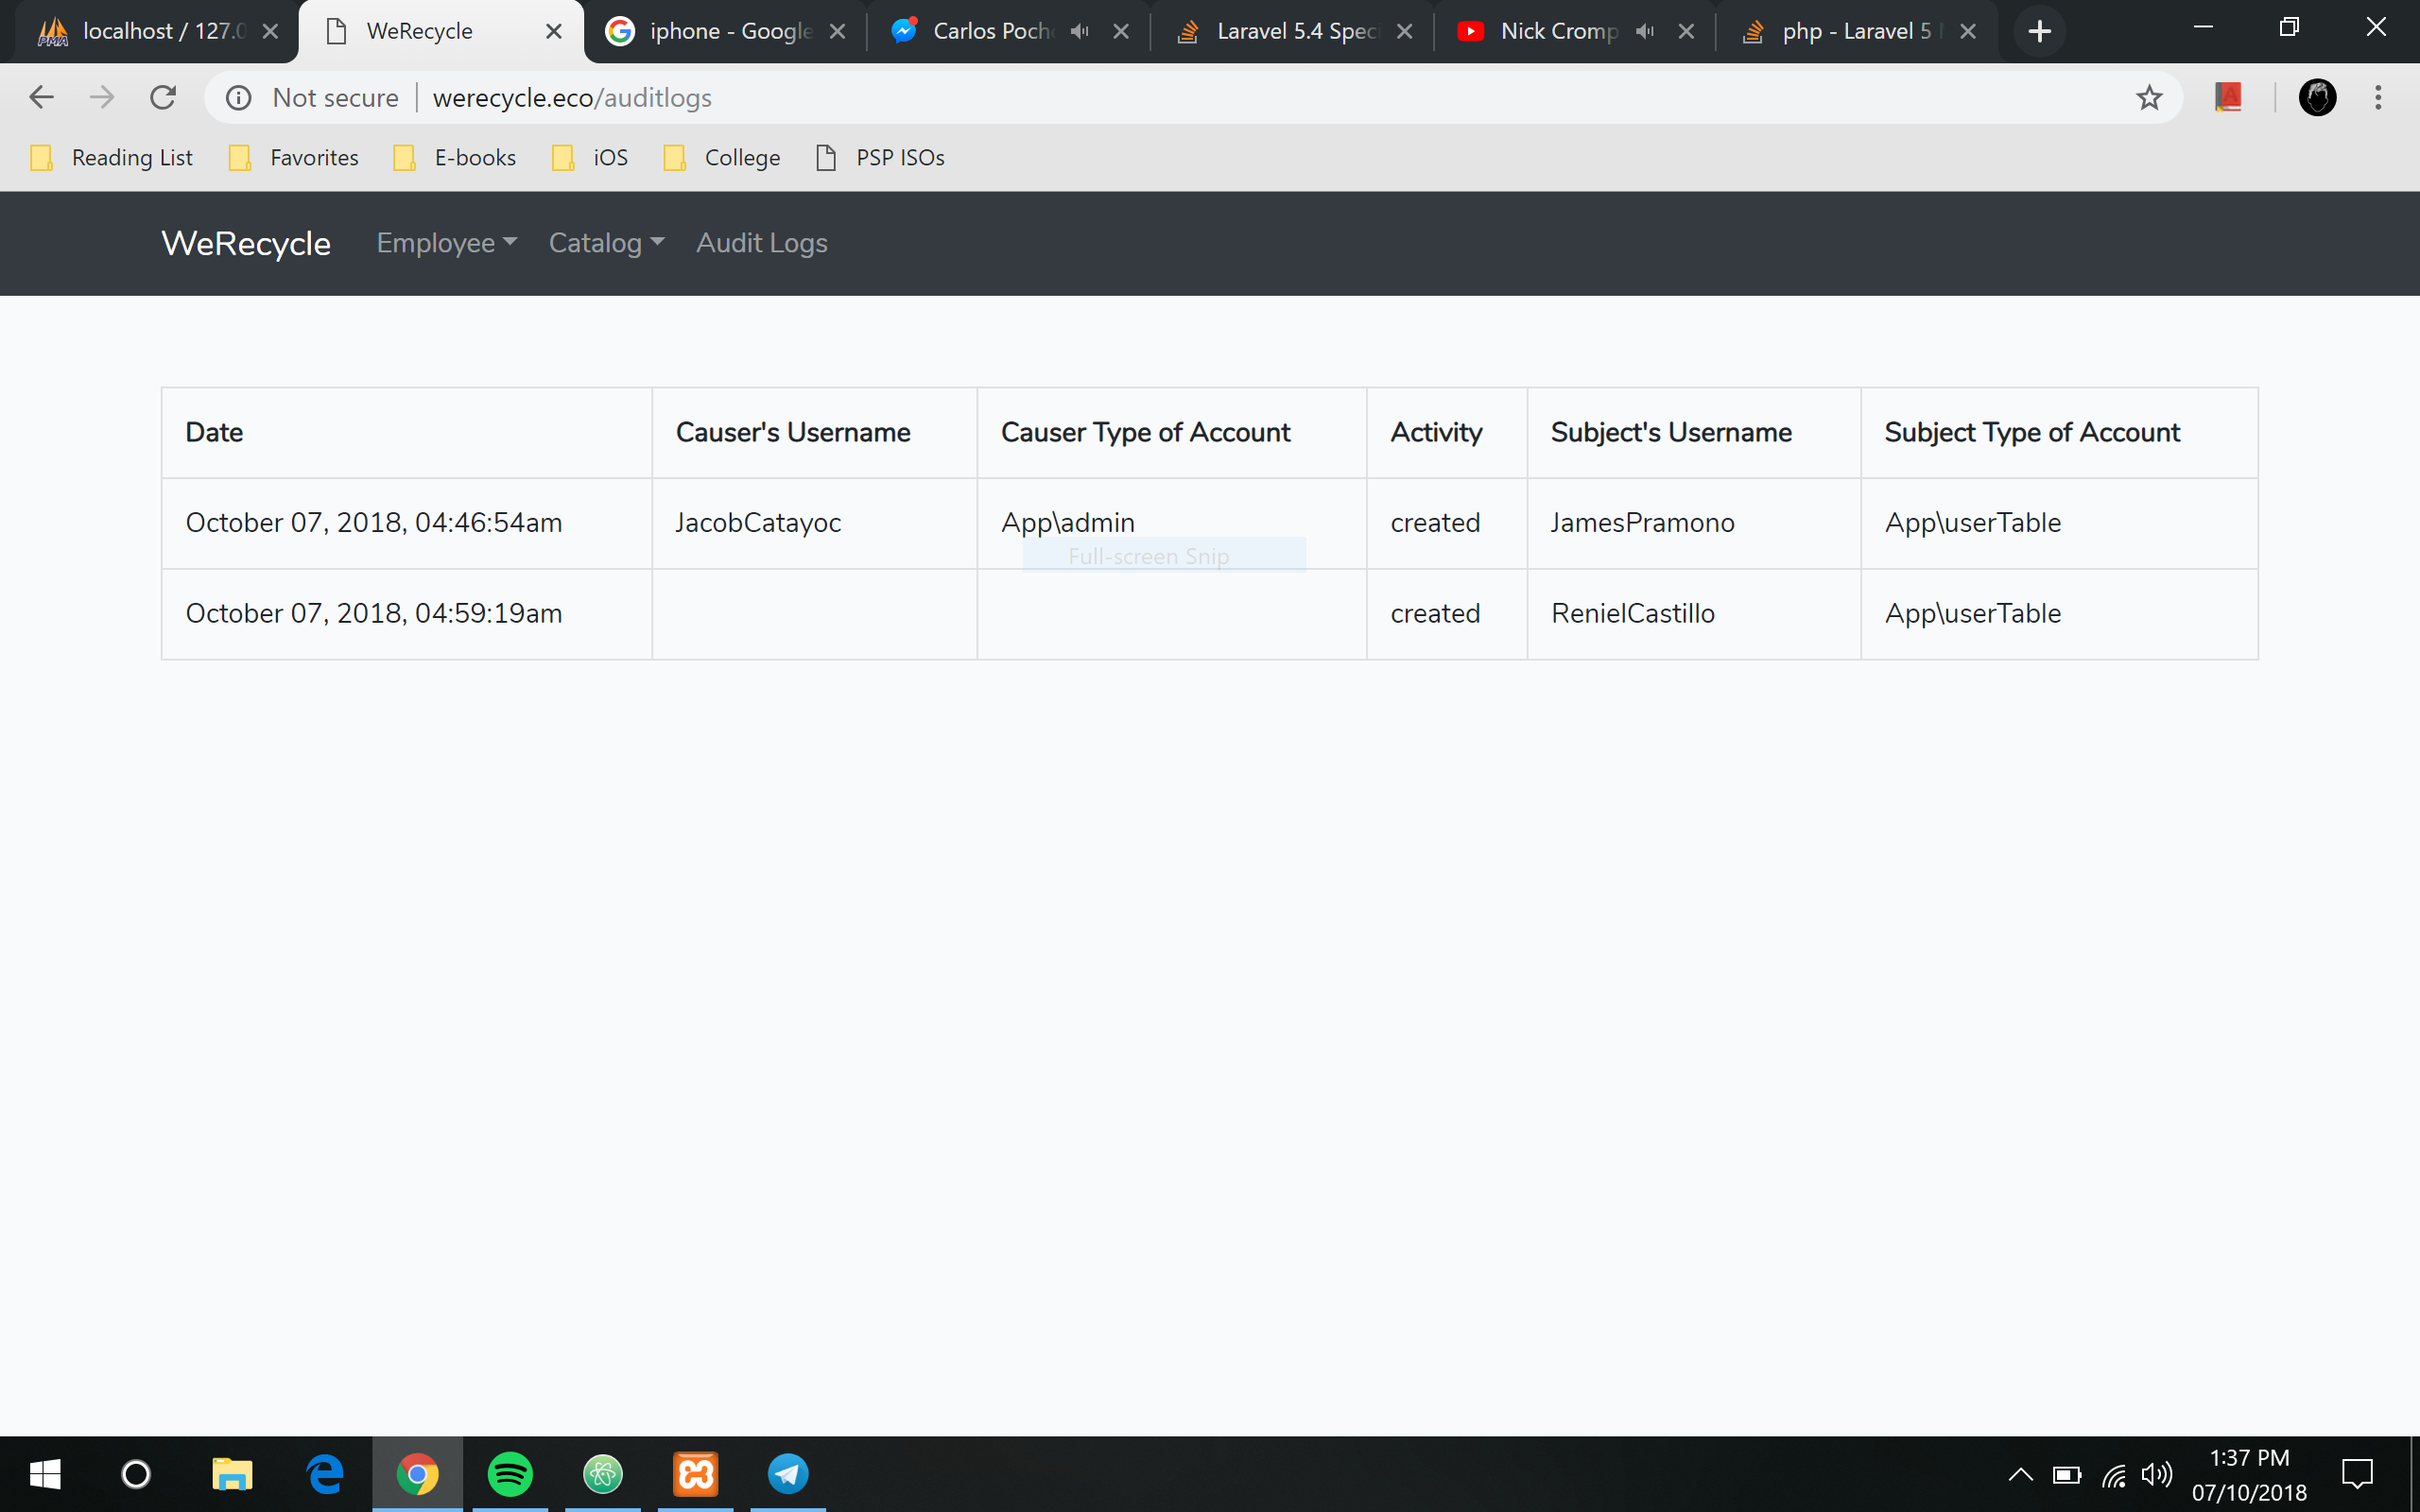 localhost / 127.0
WeRecycle
iphone - Google
Carlos Poch
Laravel 5.4 Spec
Nick Cromp
php - Laravel 5
Not secure werecycle.eco/auditlogs
Reading List Favorites E-books iOS College PSP ISOs
WeRecycle Employee Catalog Audit Logs
Date Causer's Username Causer Type of Account Activity Subject's Username Subject Type of Account
October 07, 2018, 04:46:54am JacobCatayoc App\admin created JamesPramono App\userTable
Full-screen Snip
October 07, 2018, 04:59:19am created RenielCastillo App\userTable
1:37 PM
07/10/2018